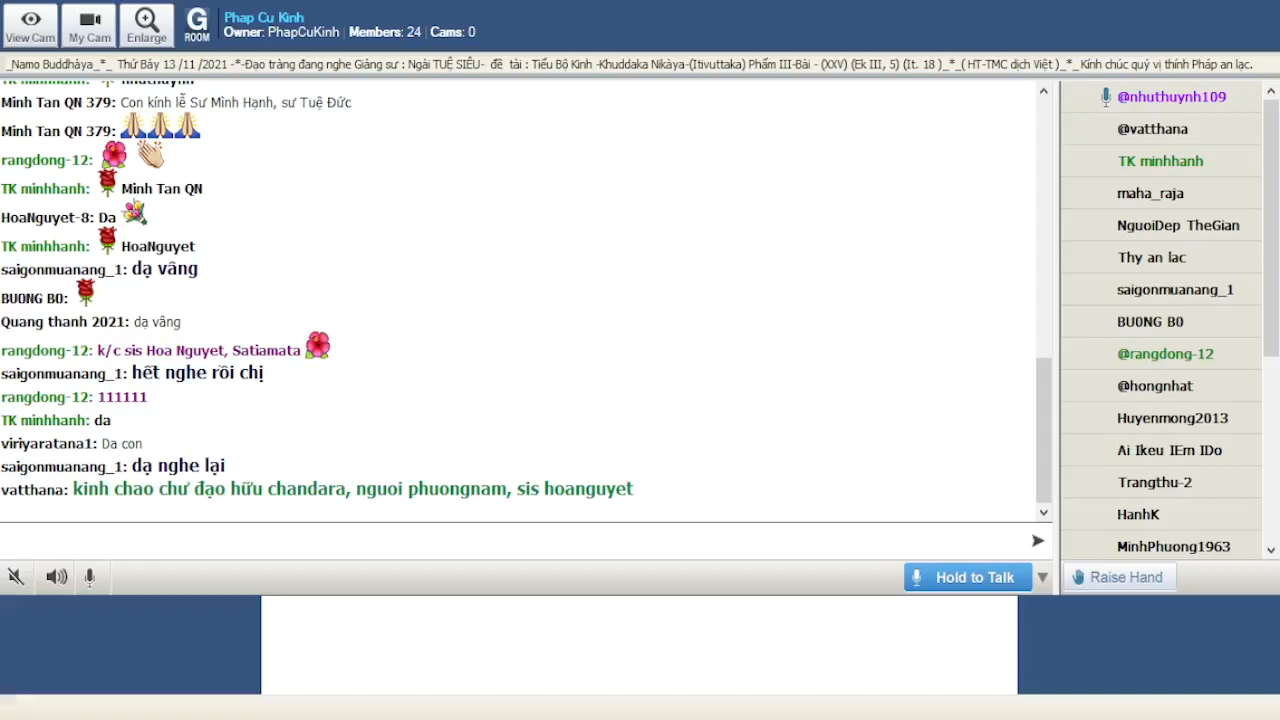 Phap Cu Kinh
Owner: PhapCuKinh | Members: 24 | Cams: 0
View Cam
My Cam
Enlarge
G ROOM
_Namo Buddhàya_*_ Thứ Bảy 13 /11 /2021 -*-Đạo tràng đang nghe Giảng sư : Ngài TUỆ SIÊU- đề tài : Tiểu Bộ Kinh -Khuddaka Nikàya-(Itivuttaka) Phẩm III-Bài - (XXV) (Ek III, 5) (It. 18 )_*_( HT-TMC dịch Việt )_*_Kính chúc quý vị thính Pháp an lạc.
TK minhhanh: nhuthuynh
Minh Tan QN 379: Con kính lễ Sư Minh Hạnh, sư Tuệ Đức
Minh Tan QN 379:
rangdong-12:
TK minhhanh: Minh Tan QN
HoaNguyet-8: Da
TK minhhanh: HoaNguyet
saigonmuanang_1: dạ vâng
BU0NG B0:
Quang thanh 2021: dạ vâng
rangdong-12: k/c sis Hoa Nguyet, Satiamata
saigonmuanang_1: hết nghe rồi chị
rangdong-12: 111111
TK minhhanh: da
viriyaratana1: Da con
saigonmuanang_1: dạ nghe lại
vatthana: kinh chao chư đạo hữu chandara, nguoi phuongnam, sis hoanguyet
Hold to Talk
@nhuthuynh109
@vatthana
TK minhhanh
maha_raja
NguoiDep TheGian
Thy an lac
saigonmuanang_1
BU0NG B0
@rangdong-12
@hongnhat
Huyenmong2013
Ai Ikeu IEm IDo
Trangthu-2
HanhK
MinhPhuong1963
Raise Hand